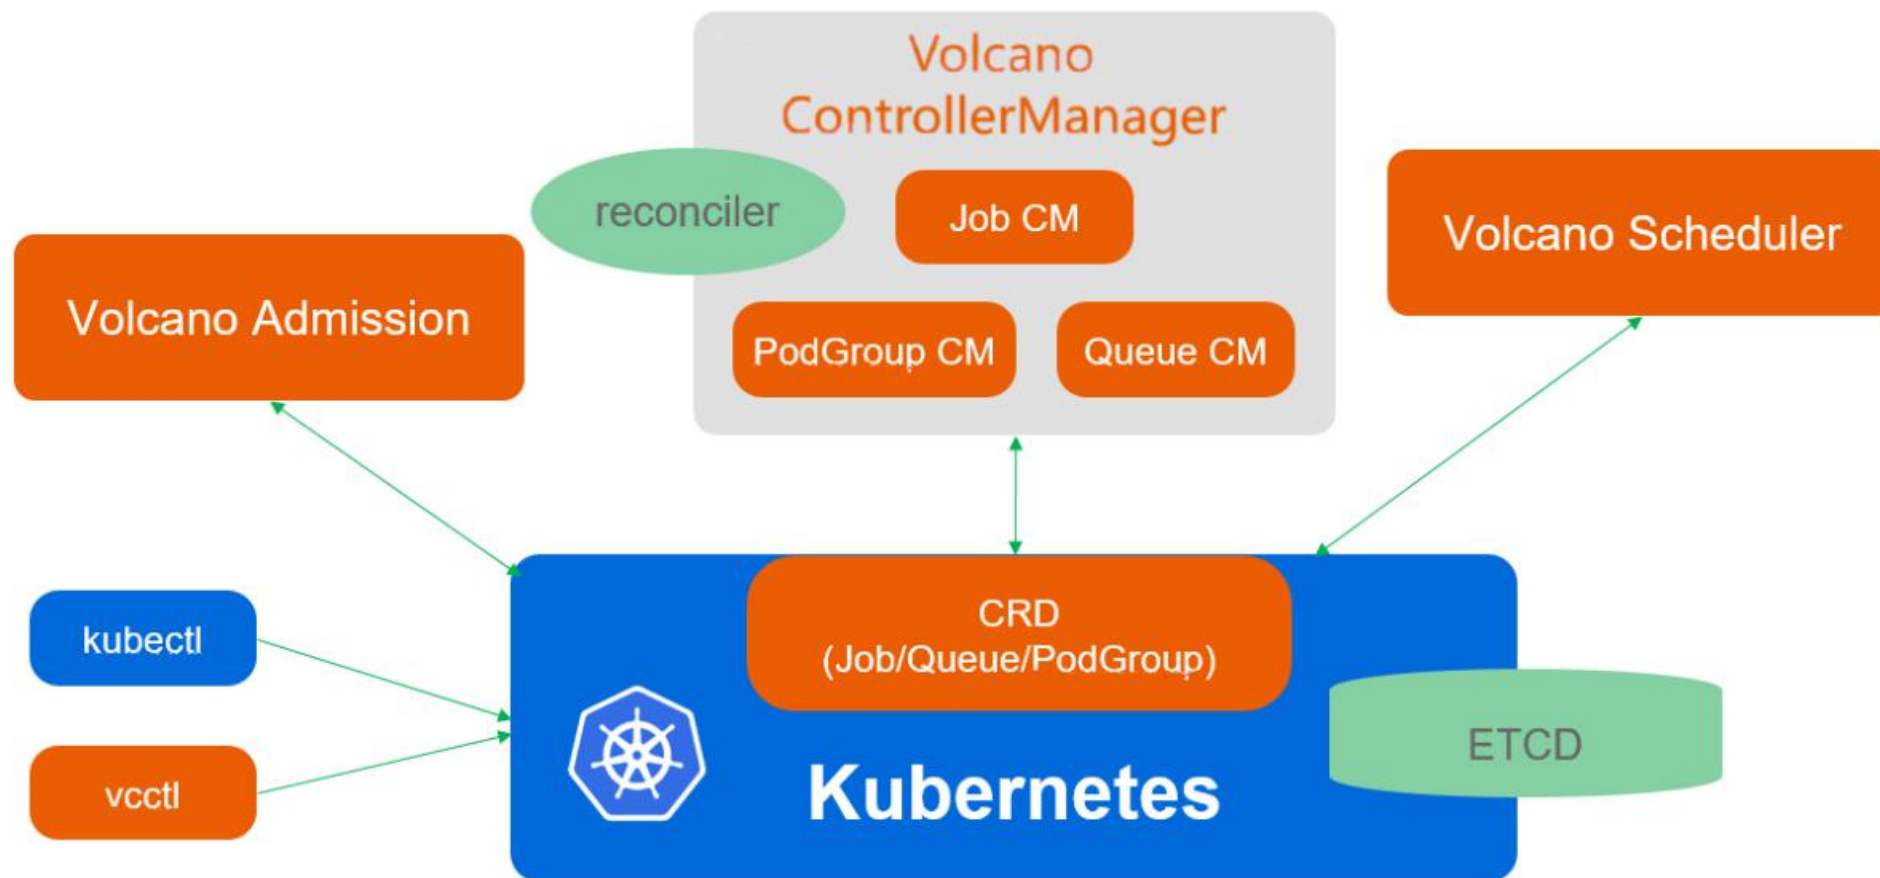 Volcano
ControllerManager
reconciler
Job CM
Volcano Scheduler
Volcano Admission
PodGroup CM
Queue CM
CRD
(Job/Queue/PodGroup)
kubectl
ETCD
vcctl
Kubernetes